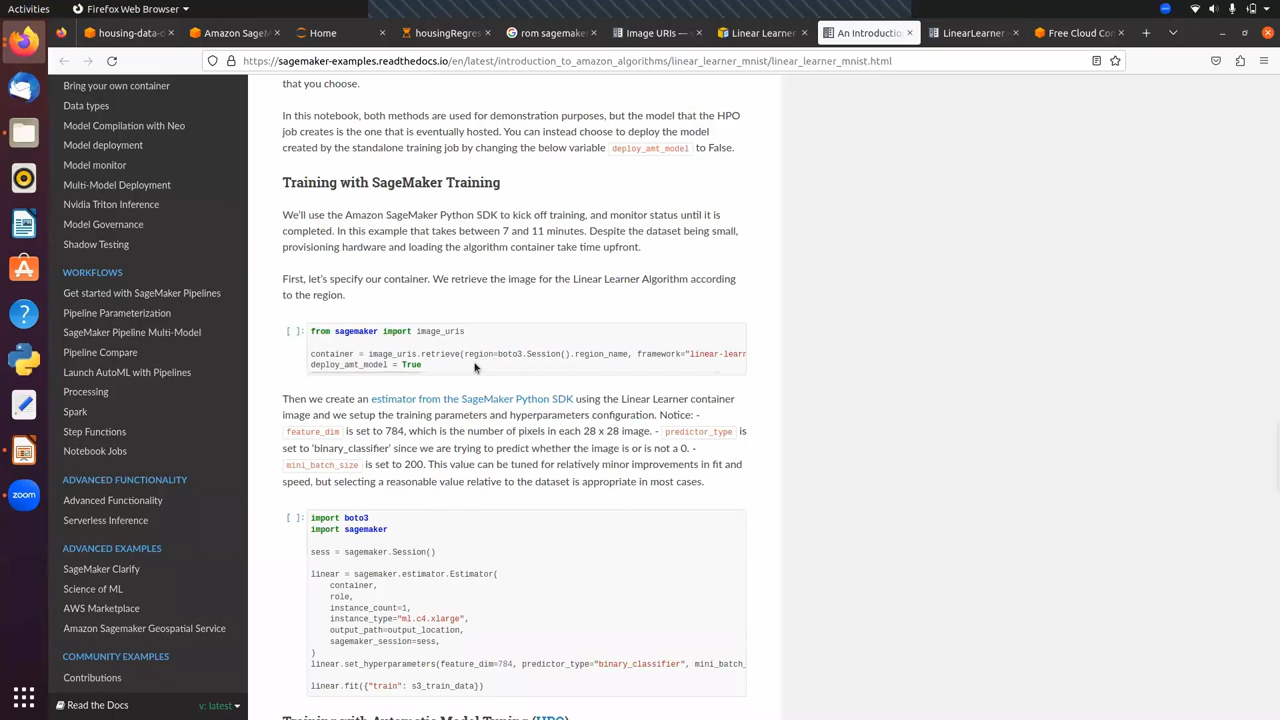 Activities
Firefox Web Browser
housing-data-
Amazon SageM
Home
housingRegres
rom sagemaker
Image URIs —
Linear Learner
An Introductio
LinearLearner
Free Cloud Con
https://sagemaker-examples.readthedocs.io/en/latest/introduction_to_amazon_algorithms/linear_learner_mnist/linear_learner_mnist.html
Bring your own container
Data types
Model Compilation with Neo
Model deployment
Model monitor
Multi-Model Deployment
Nvidia Triton Inference
Model Governance
Shadow Testing
WORKFLOWS
Get started with SageMaker Pipelines
Pipeline Parameterization
SageMaker Pipeline Multi-Model
Pipeline Compare
Launch AutoML with Pipelines
Processing
Spark
Step Functions
Notebook Jobs
ADVANCED FUNCTIONALITY
Advanced Functionality
Serverless Inference
ADVANCED EXAMPLES
SageMaker Clarify
Science of ML
AWS Marketplace
Amazon Sagemaker Geospatial Service
COMMUNITY EXAMPLES
Contributions
Read the Docs
v: latest
zoom
that you choose.
In this notebook, both methods are used for demonstration purposes, but the model that the HPO
job creates is the one that is eventually hosted. You can instead choose to deploy the model
created by the standalone training job by changing the below variable deploy_amt_model to False.
Training with SageMaker Training
We'll use the Amazon SageMaker Python SDK to kick off training, and monitor status until it is
completed. In this example that takes between 7 and 11 minutes. Despite the dataset being small,
provisioning hardware and loading the algorithm container take time upfront.
First, let's specify our container. We retrieve the image for the Linear Learner Algorithm according
to the region.
[ ]: from sagemaker import image_uris
container = image_uris.retrieve(region=boto3.Session().region_name, framework="linear-learn
deploy_amt_model = True
Then we create an estimator from the SageMaker Python SDK using the Linear Learner container
image and we setup the training parameters and hyperparameters configuration. Notice: -
feature_dim is set to 784, which is the number of pixels in each 28 x 28 image. - predictor_type is
set to 'binary_classifier' since we are trying to predict whether the image is or is not a 0. -
mini_batch_size is set to 200. This value can be tuned for relatively minor improvements in fit and
speed, but selecting a reasonable value relative to the dataset is appropriate in most cases.
[ ]: import boto3
import sagemaker
sess = sagemaker.Session()
linear = sagemaker.estimator.Estimator(
container,
role,
instance_count=1,
instance_type="ml.c4.xlarge",
output_path=output_location,
sagemaker_session=sess,
)
linear.set_hyperparameters(feature_dim=784, predictor_type="binary_classifier", mini_batch_
linear.fit({"train": s3_train_data})
Training with Automatic Model Tuning (HPO)